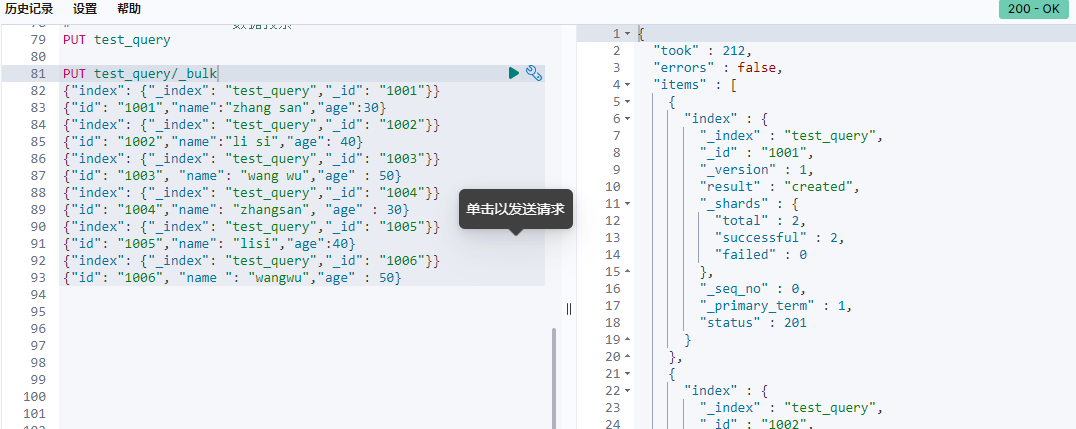 历史记录 设置 帮助
200 - OK
78 # 数据搜索
79 PUT test_query
80
81 PUT test_query/_bulk
82 {"index": {"_index": "test_query","_id": "1001"}}
83 {"id": "1001","name":"zhang san","age":30}
84 {"index": {"_index": "test_query","_id": "1002"}}
85 {"id": "1002","name":"li si","age": 40}
86 {"index": {"_index": "test_query","_id": "1003"}}
87 {"id": "1003", "name": "wang wu","age" : 50}
88 {"index": {"_index": "test_query","_id": "1004"}}
89 {"id": "1004","name": "zhangsan", "age" : 30}
90 {"index": {"_index": "test_query","_id": "1005"}}
91 {"id": "1005","name": "lisi","age":40}
92 {"index": {"_index": "test_query","_id": "1006"}}
93 {"id": "1006", "name ": "wangwu","age" : 50}
94
95
96
97
98
99
100
101
102
单击以发送请求
1 {
2 "took" : 212,
3 "errors" : false,
4 "items" : [
5 {
6 "index" : {
7 "_index" : "test_query",
8 "_id" : "1001",
9 "_version" : 1,
10 "result" : "created",
11 "_shards" : {
12 "total" : 2,
13 "successful" : 2,
14 "failed" : 0
15 },
16 "_seq_no" : 0,
17 "_primary_term" : 1,
18 "status" : 201
19 }
20 },
21 {
22 "index" : {
23 "_index" : "test_query",
24 "_id" : "1002",